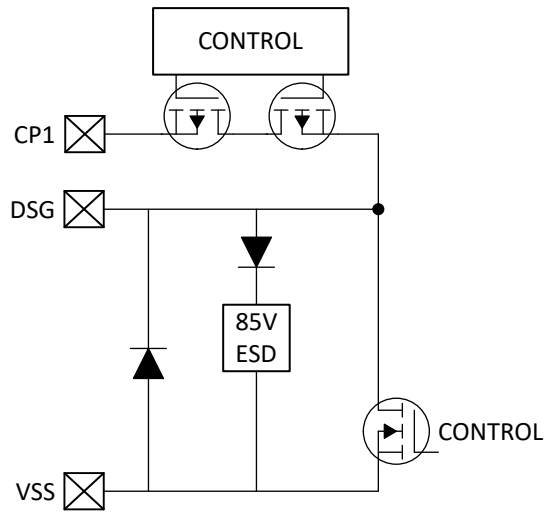 CONTROL
CP1
DSG
85V
ESD
CONTROL
VSS